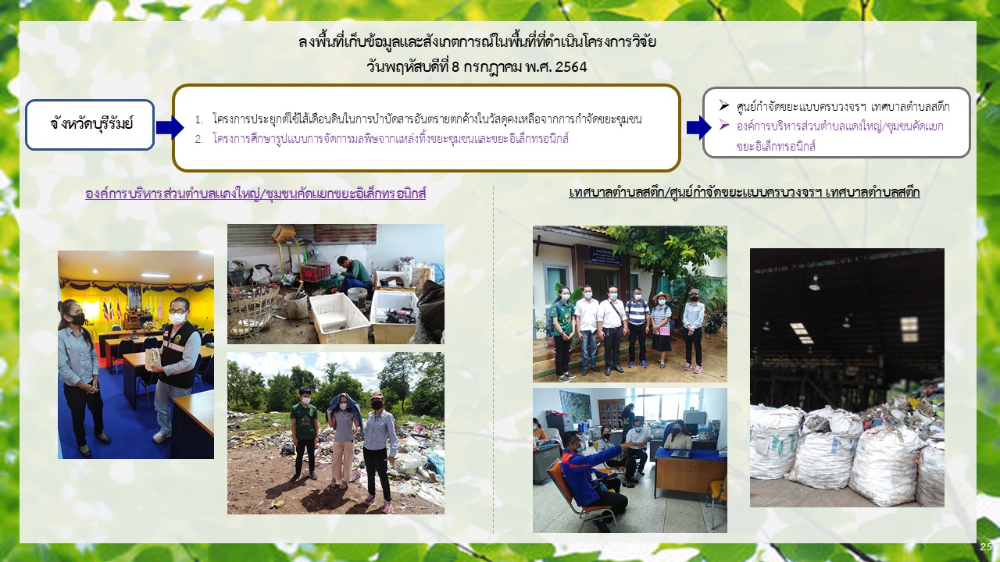 ลงพื้นที่เก็บข้อมูลและสังเกตการณ์ในพื้นที่ที่ดำเนินโครงการวิจัย
วันพฤหัสบดีที่ 8 กรกฎาคม พ.ศ. 2564
จังหวัดบุรีรัมย์
1. โครงการประยุกต์ใช้ไส้เดือนดินในการบำบัดสารอันตรายตกค้างในวัสดุคงเหลือจากการกำจัดขยะชุมชน
2. โครงการศึกษารูปแบบการจัดการมลพิษจากแหล่งทิ้งขยะชุมชนและขยะอิเล็กทรอนิกส์
➢ ศูนย์กำจัดขยะแบบครบวงจรฯ เทศบาลตำบลสตึก
➢ องค์การบริหารส่วนตำบลแดงใหญ่/ชุมชนคัดแยก
ขยะอิเล็กทรอนิกส์
องค์การบริหารส่วนตำบลแดงใหญ่/ชุมชนคัดแยกขยะอิเล็กทรอนิกส์
เทศบาลตำบลสตึก/ศูนย์กำจัดขยะแบบครบวงจรฯ เทศบาลตำบลสตึก
25